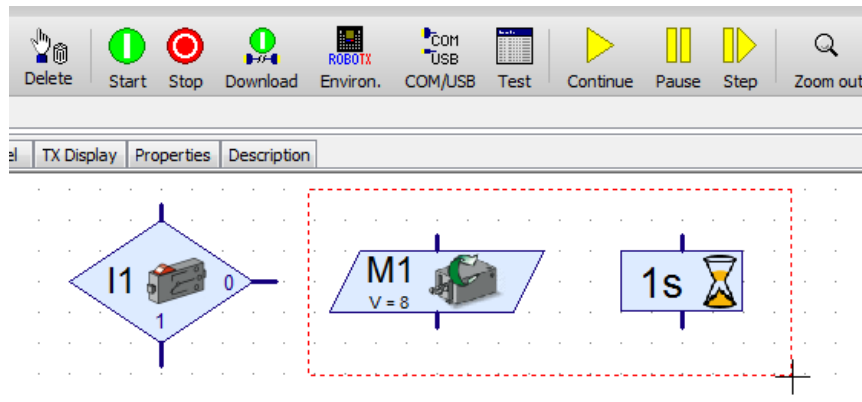 COM
USB
ROBOTX
Delete Start Stop Download Environ. COM/USB Test Continue Pause Step Zoom out
el TX Display Properties Description
I1 0
1
M1
V = 8
1s